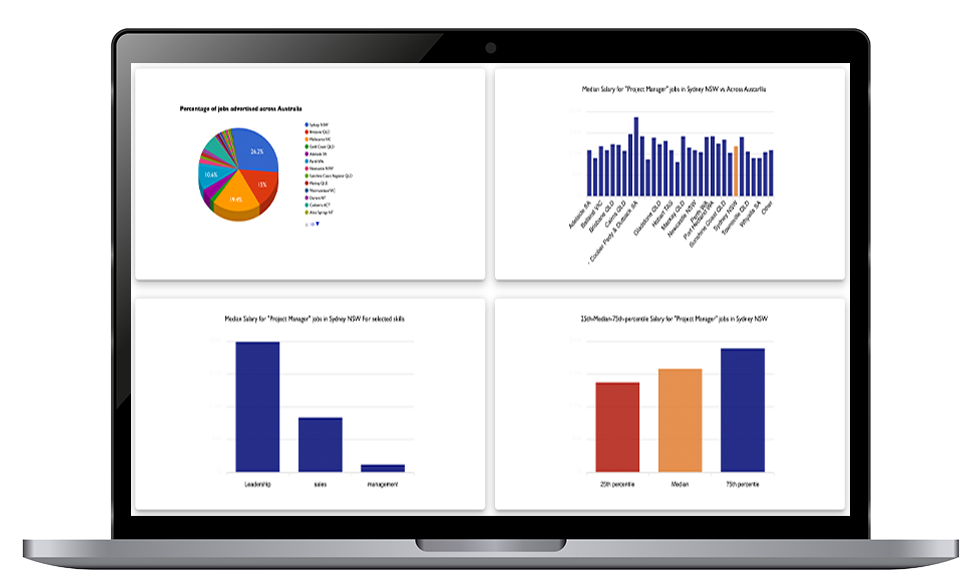 Percentage of jobs advertised across Australia
26.2%
13%
19.4%
10.6%
Sydney NSW
Brisbane QLD
Melbourne VIC
Gold Coast QLD
Adelaide SA
Perth WA
Newcastle NSW
Sunshine Coast Region QLD
Mackay QLD
Darwin NT
Canberra ACT
Alice Springs NT
Median Salary for "Project Manager" jobs in Sydney NSW vs Across Australia
Adelaide SA
Ballarat VIC
Brisbane QLD
Cairns QLD
- Coober Pedy & Outback SA
Gladstone QLD
Hobart TAS
Mackay QLD
Newcastle NSW
Perth WA
Port Hedland WA
Sunshine Coast QLD
Sydney NSW
Townsville QLD
Whyalla SA
Other
Median Salary for "Project Manager" jobs in Sydney NSW For selected skills
Leadership
sales
management
25th-Median-75th-percentile Salary for "Project Manager" jobs in Sydney NSW
25th percentile
Median
75th percentile